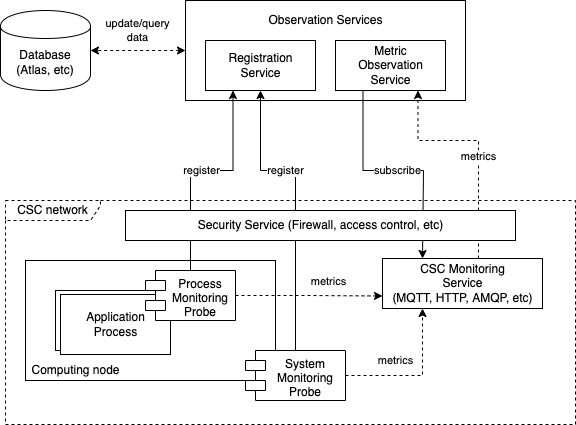 update/query
data
Observation Services
Database
(Atlas, etc)
Registration
Service
Metric
Observation
Service
register
register
subscribe
metrics
CSC network
Security Service (Firewall, access control, etc)
Process
Monitoring
Probe
metrics
CSC Monitoring
Service
(MQTT, HTTP, AMQP, etc)
Application
Process
Computing node
System
Monitoring
Probe
metrics